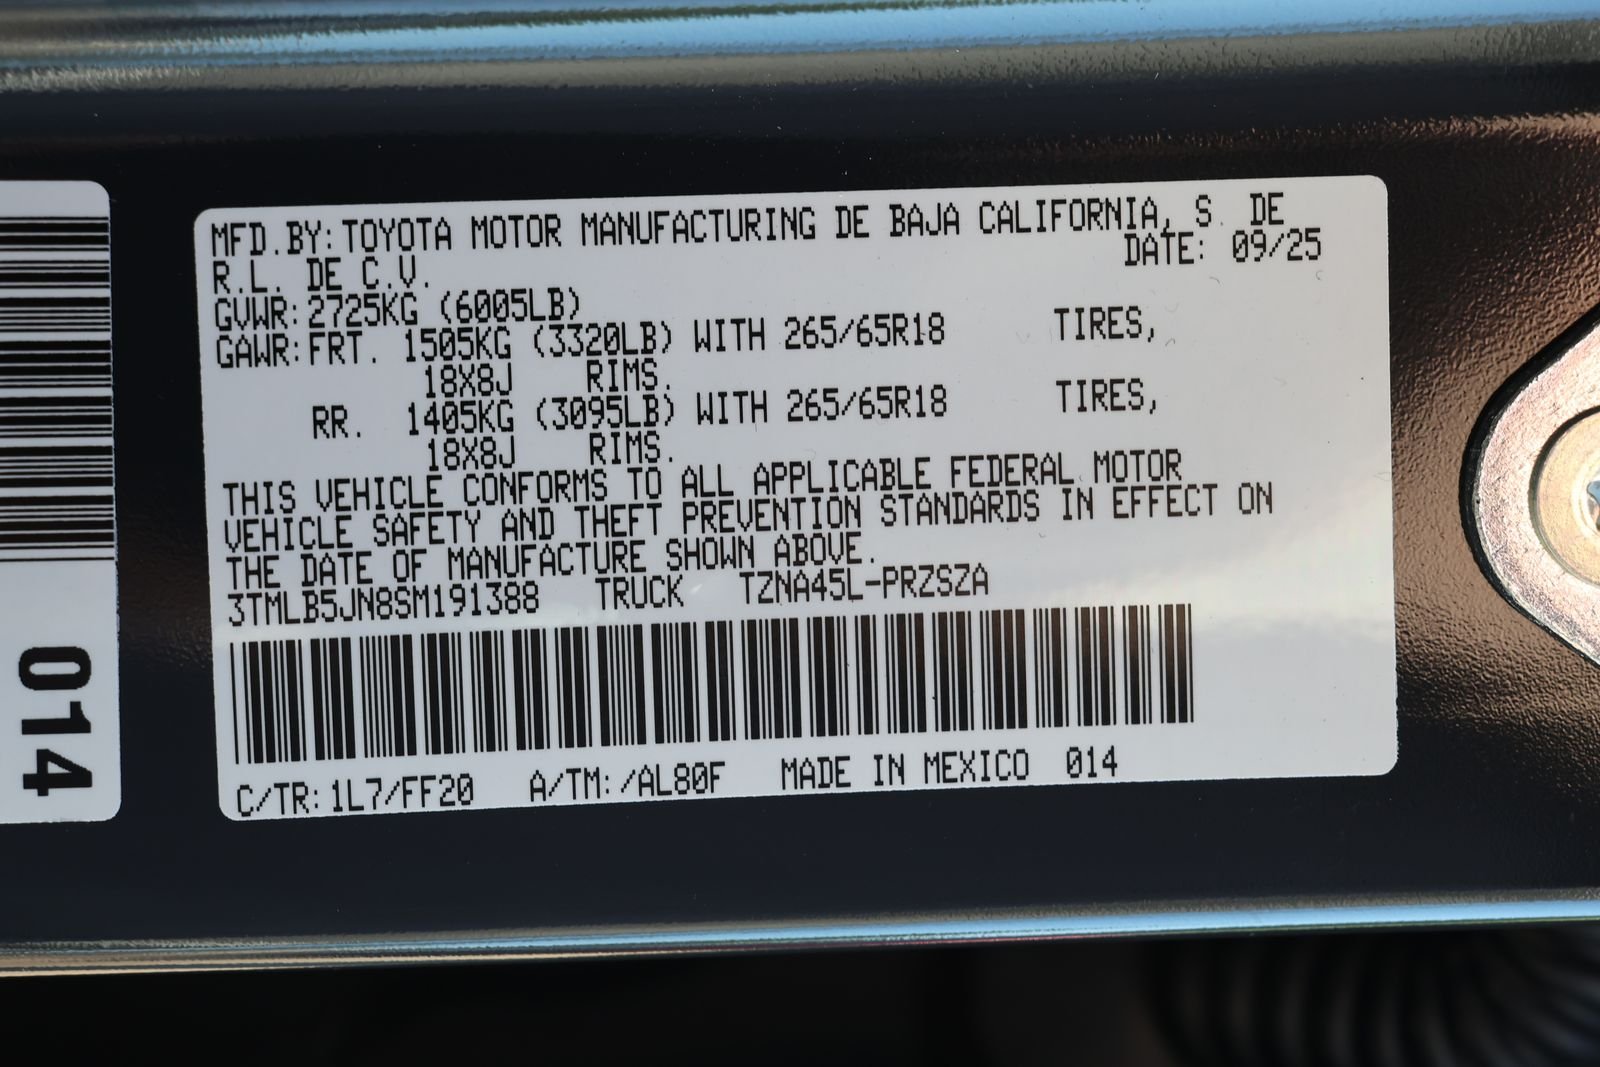 MFD.BY:TOYOTA MOTOR MANUFACTURING DE BAJA CALIFORNIA, S. DE
R.L. DE C.V. DATE: 09/25
GVWR:2725KG (6005LB)
GAWR:FRT. 1505KG (3320LB) WITH 265/65R18 TIRES,
18X8J RIMS.
RR. 1405KG (3095LB) WITH 265/65R18 TIRES,
18X8J RIMS.
THIS VEHICLE CONFORMS TO ALL APPLICABLE FEDERAL MOTOR
VEHICLE SAFETY AND THEFT PREVENTION STANDARDS IN EFFECT ON
THE DATE OF MANUFACTURE SHOWN ABOVE.
3TMLB5JN8SM191388 TRUCK TZNA45L-PRZSZA
C/TR:1L7/FF20 A/TM:/AL80F MADE IN MEXICO 014
014